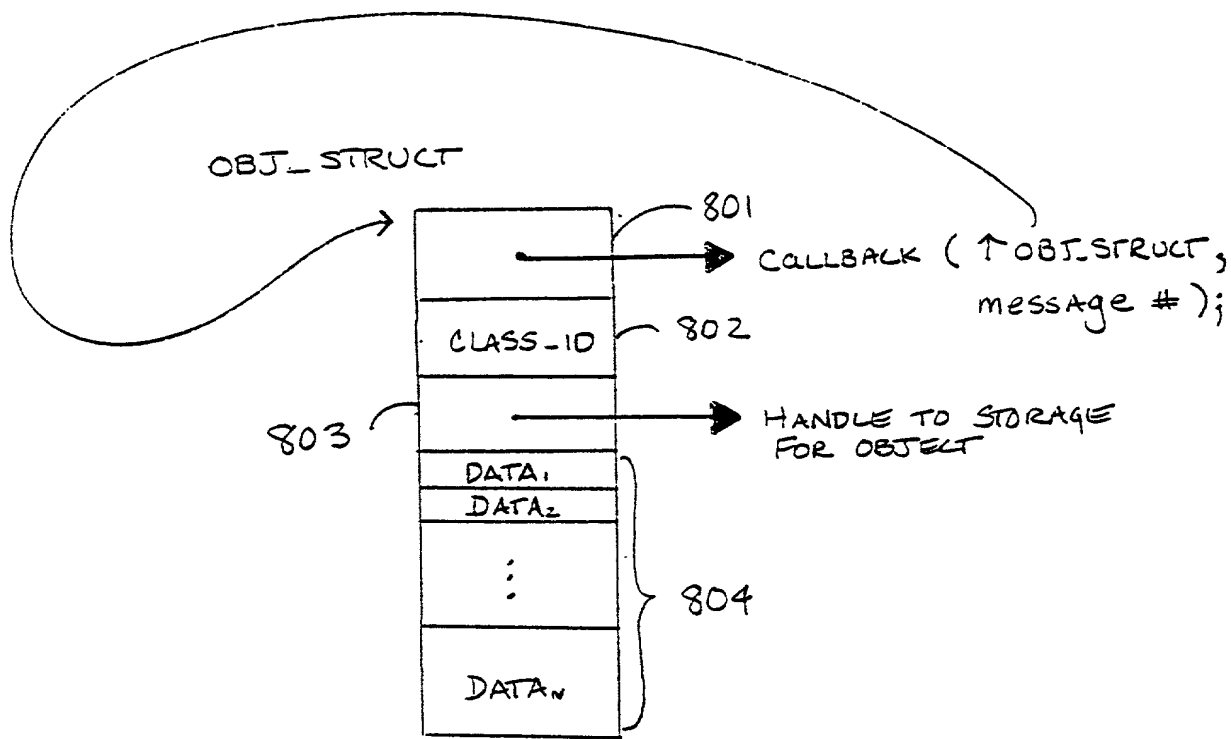 OBJ_STRUCT
801
CALLBACK ( ↑ OBJ_STRUCT,
message # );
CLASS_ID
802
803
HANDLE TO STORAGE
FOR OBJECT
DATA₁
DATA₂
⋮
804
DATAₙ